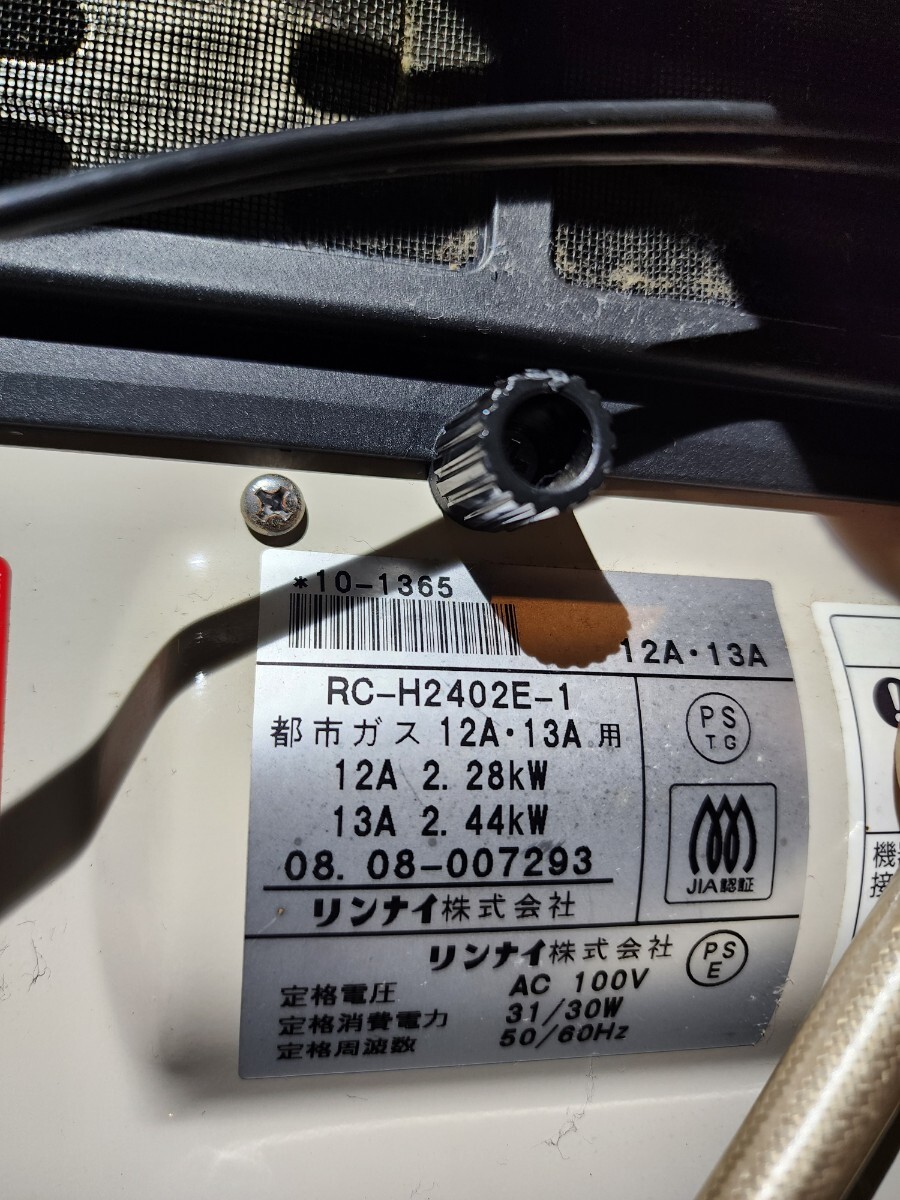 *10-1365
12A・13A
RC-H2402E-1
都市ガス 12A・13A 用
12A 2.28kW
13A 2.44kW
08.08-007293
リンナイ株式会社
PS
TG
JIA認証
リンナイ株式会社
PS
E
定格電圧 AC 100V
定格消費電力 31/30W
定格周波数 50/60Hz
機
接